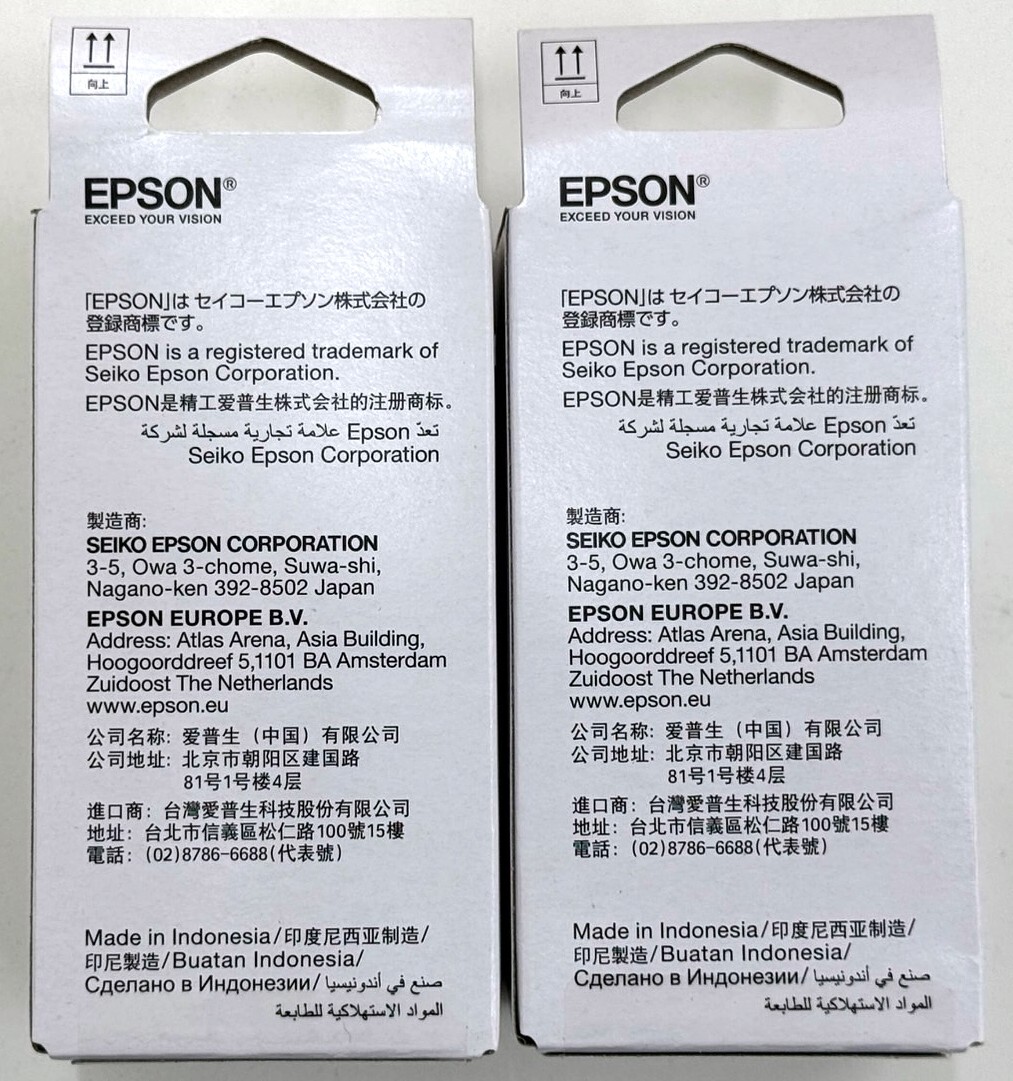 向上
EPSON®
EXCEED YOUR VISION
「EPSON」は セイコーエプソン株式会社の
登録商標です。
EPSON is a registered trademark of
Seiko Epson Corporation.
EPSON是精工爱普生株式会社的注册商标。
تعدّ Epson علامة تجارية مسجلة لشركة
Seiko Epson Corporation
製造商:
SEIKO EPSON CORPORATION
3-5, Owa 3-chome, Suwa-shi,
Nagano-ken 392-8502 Japan
EPSON EUROPE B.V.
Address: Atlas Arena, Asia Building,
Hoogoorddreef 5,1101 BA Amsterdam
Zuidoost The Netherlands
www.epson.eu
公司名称: 爱普生（中国）有限公司
公司地址: 北京市朝阳区建国路
81号1号楼4层
進口商: 台灣愛普生科技股份有限公司
地址: 台北市信義區松仁路100號15樓
電話: (02)8786-6688(代表號)
Made in Indonesia/印度尼西亚制造/
印尼製造/Buatan Indonesia/
Сделано в Индонезии/ صنع في أندونيسيا
المواد الاستهلاكية للطابعة
向上
EPSON®
EXCEED YOUR VISION
「EPSON」は セイコーエプソン株式会社の
登録商標です。
EPSON is a registered trademark of
Seiko Epson Corporation.
EPSON是精工爱普生株式会社的注册商标。
تعدّ Epson علامة تجارية مسجلة لشركة
Seiko Epson Corporation
製造商:
SEIKO EPSON CORPORATION
3-5, Owa 3-chome, Suwa-shi,
Nagano-ken 392-8502 Japan
EPSON EUROPE B.V.
Address: Atlas Arena, Asia Building,
Hoogoorddreef 5,1101 BA Amsterdam
Zuidoost The Netherlands
www.epson.eu
公司名称: 爱普生（中国）有限公司
公司地址: 北京市朝阳区建国路
81号1号楼4层
進口商: 台灣愛普生科技股份有限公司
地址: 台北市信義區松仁路100號15樓
電話: (02)8786-6688(代表號)
Made in Indonesia/印度尼西亚制造/
印尼製造/Buatan Indonesia/
Сделано в Индонезии/ صنع في أندونيسيا
المواد الاستهلاكية للطابعة